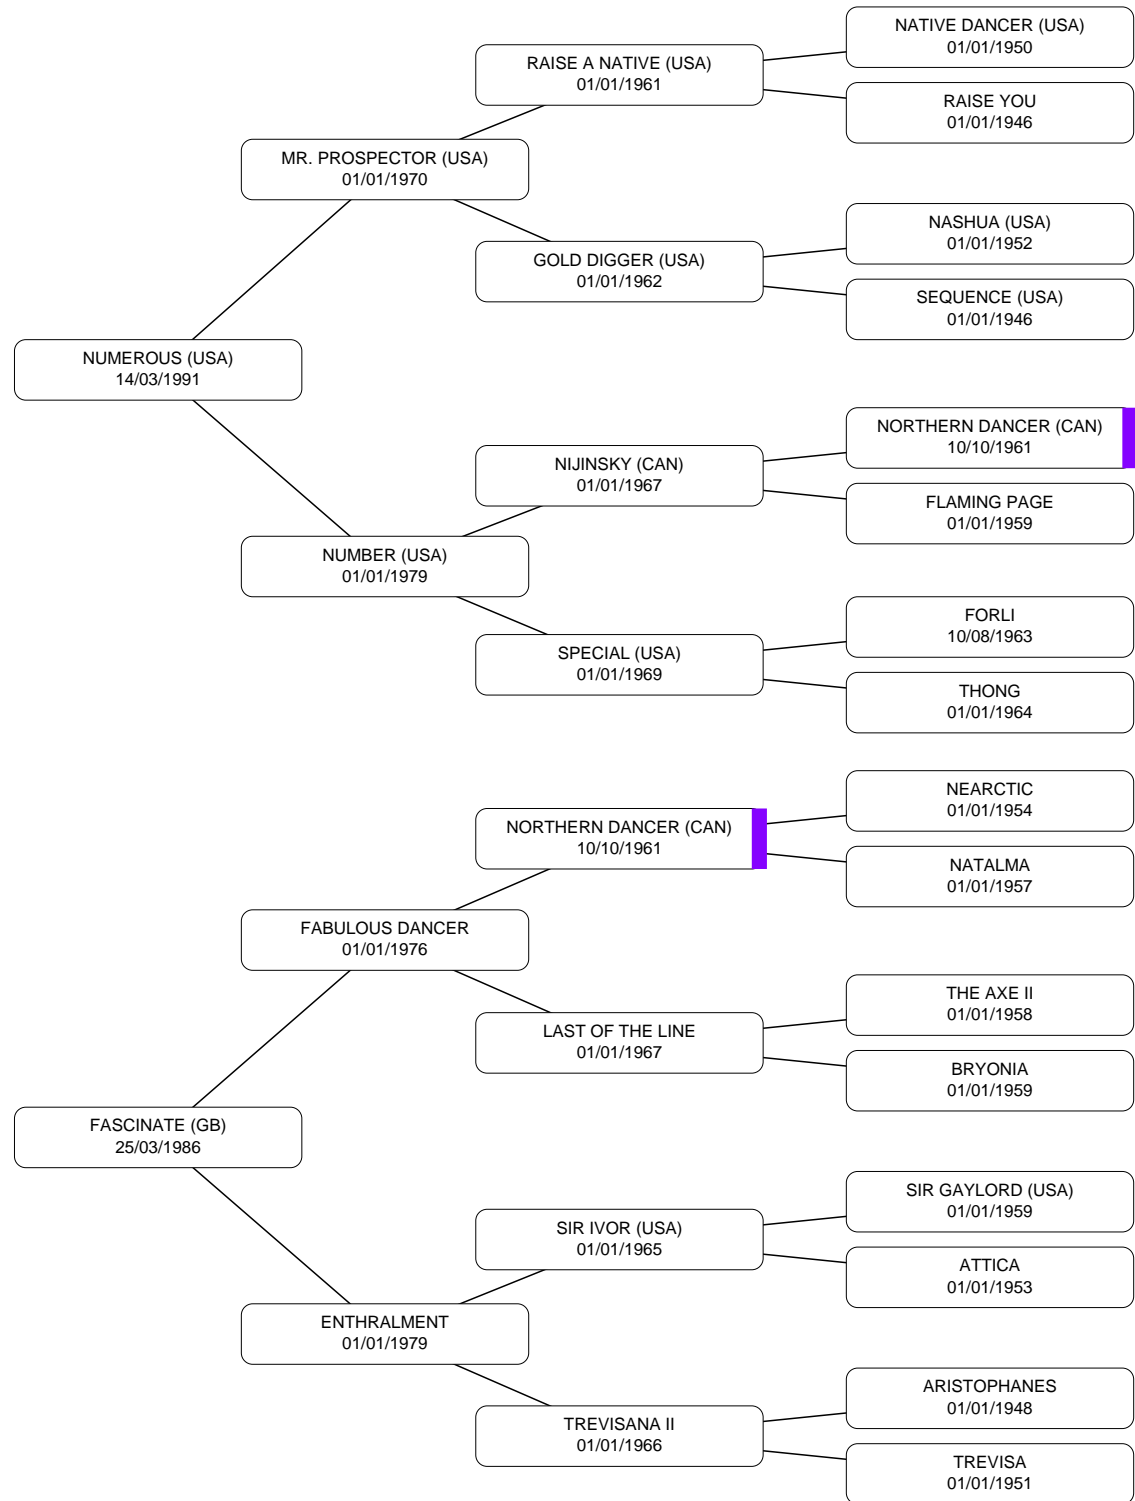 NATIVE DANCER (USA)
01/01/1950
RAISE A NATIVE (USA)
01/01/1961
RAISE YOU
01/01/1946
MR. PROSPECTOR (USA)
01/01/1970
NASHUA (USA)
01/01/1952
GOLD DIGGER (USA)
01/01/1962
SEQUENCE (USA)
01/01/1946
NUMEROUS (USA)
14/03/1991
NORTHERN DANCER (CAN)
10/10/1961
NIJINSKY (CAN)
01/01/1967
FLAMING PAGE
01/01/1959
NUMBER (USA)
01/01/1979
FORLI
10/08/1963
SPECIAL (USA)
01/01/1969
THONG
01/01/1964
NEARCTIC
01/01/1954
NORTHERN DANCER (CAN)
10/10/1961
NATALMA
01/01/1957
FABULOUS DANCER
01/01/1976
THE AXE II
01/01/1958
LAST OF THE LINE
01/01/1967
BRYONIA
01/01/1959
FASCINATE (GB)
25/03/1986
SIR GAYLORD (USA)
01/01/1959
SIR IVOR (USA)
01/01/1965
ATTICA
01/01/1953
ENTHRALMENT
01/01/1979
ARISTOPHANES
01/01/1948
TREVISANA II
01/01/1966
TREVISA
01/01/1951